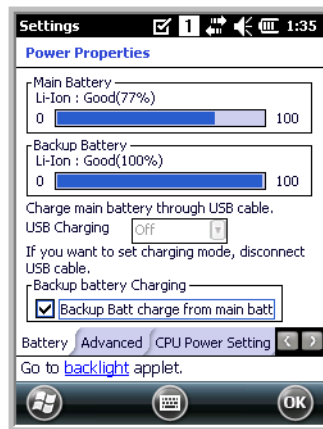 Settings 1 1:35
Power Properties
Main Battery
Li-Ion : Good(77%)
0 100
Backup Battery
Li-Ion : Good(100%)
0 100
Charge main battery through USB cable.
USB Charging Off
If you want to set charging mode, disconnect
USB cable.
Backup battery Charging
Backup Batt charge from main batt
Battery Advanced CPU Power Setting
Go to backlight applet.
OK